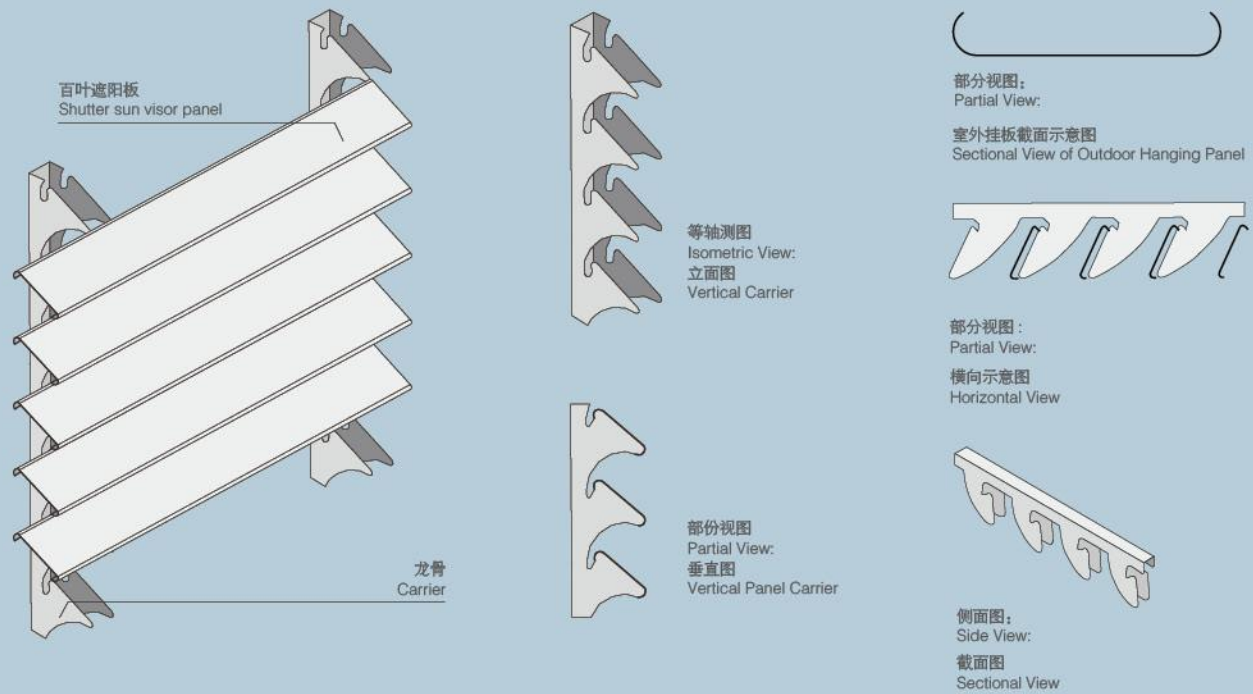 百叶遮阳板
Shutter sun visor panel
龙骨
Carrier
等轴测图
Isometric View:
立面图
Vertical Carrier
部份视图
Partial View:
垂直图
Vertical Panel Carrier
部分视图：
Partial View:
室外挂板截面示意图
Sectional View of Outdoor Hanging Panel
部分视图：
Partial View:
横向示意图
Horizontal View
侧面图：
Side View:
截面图
Sectional View